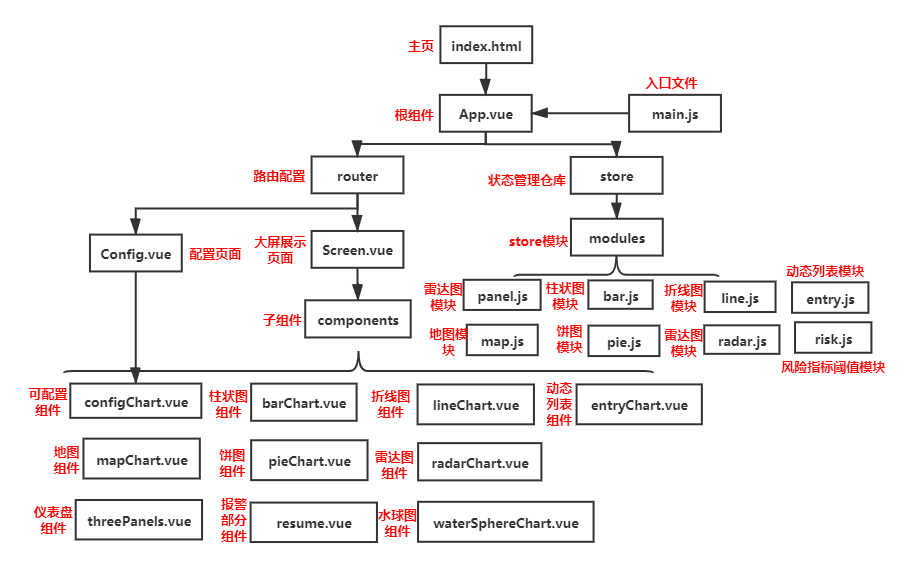 主页
index.html
入口文件
根组件
App.vue
main.js
路由配置
router
状态管理仓库
store
Config.vue
配置页面
大屏展示
页面
Screen.vue
store模块
modules
动态列表模块
雷达图
模块
panel.js
柱状图
模块
bar.js
折线图
模块
line.js
entry.js
子组件
components
地图模
块
map.js
饼图
模块
pie.js
雷达图
模块
radar.js
risk.js
风险指标阈值模块
可配置
组件
configChart.vue
柱状图
组件
barChart.vue
折线图
组件
lineChart.vue
动态
列表
组件
entryChart.vue
地图
组件
mapChart.vue
饼图
组件
pieChart.vue
雷达图
组件
radarChart.vue
仪表盘
组件
threePanels.vue
报警
部分
组件
resume.vue
水球图
组件
waterSphereChart.vue